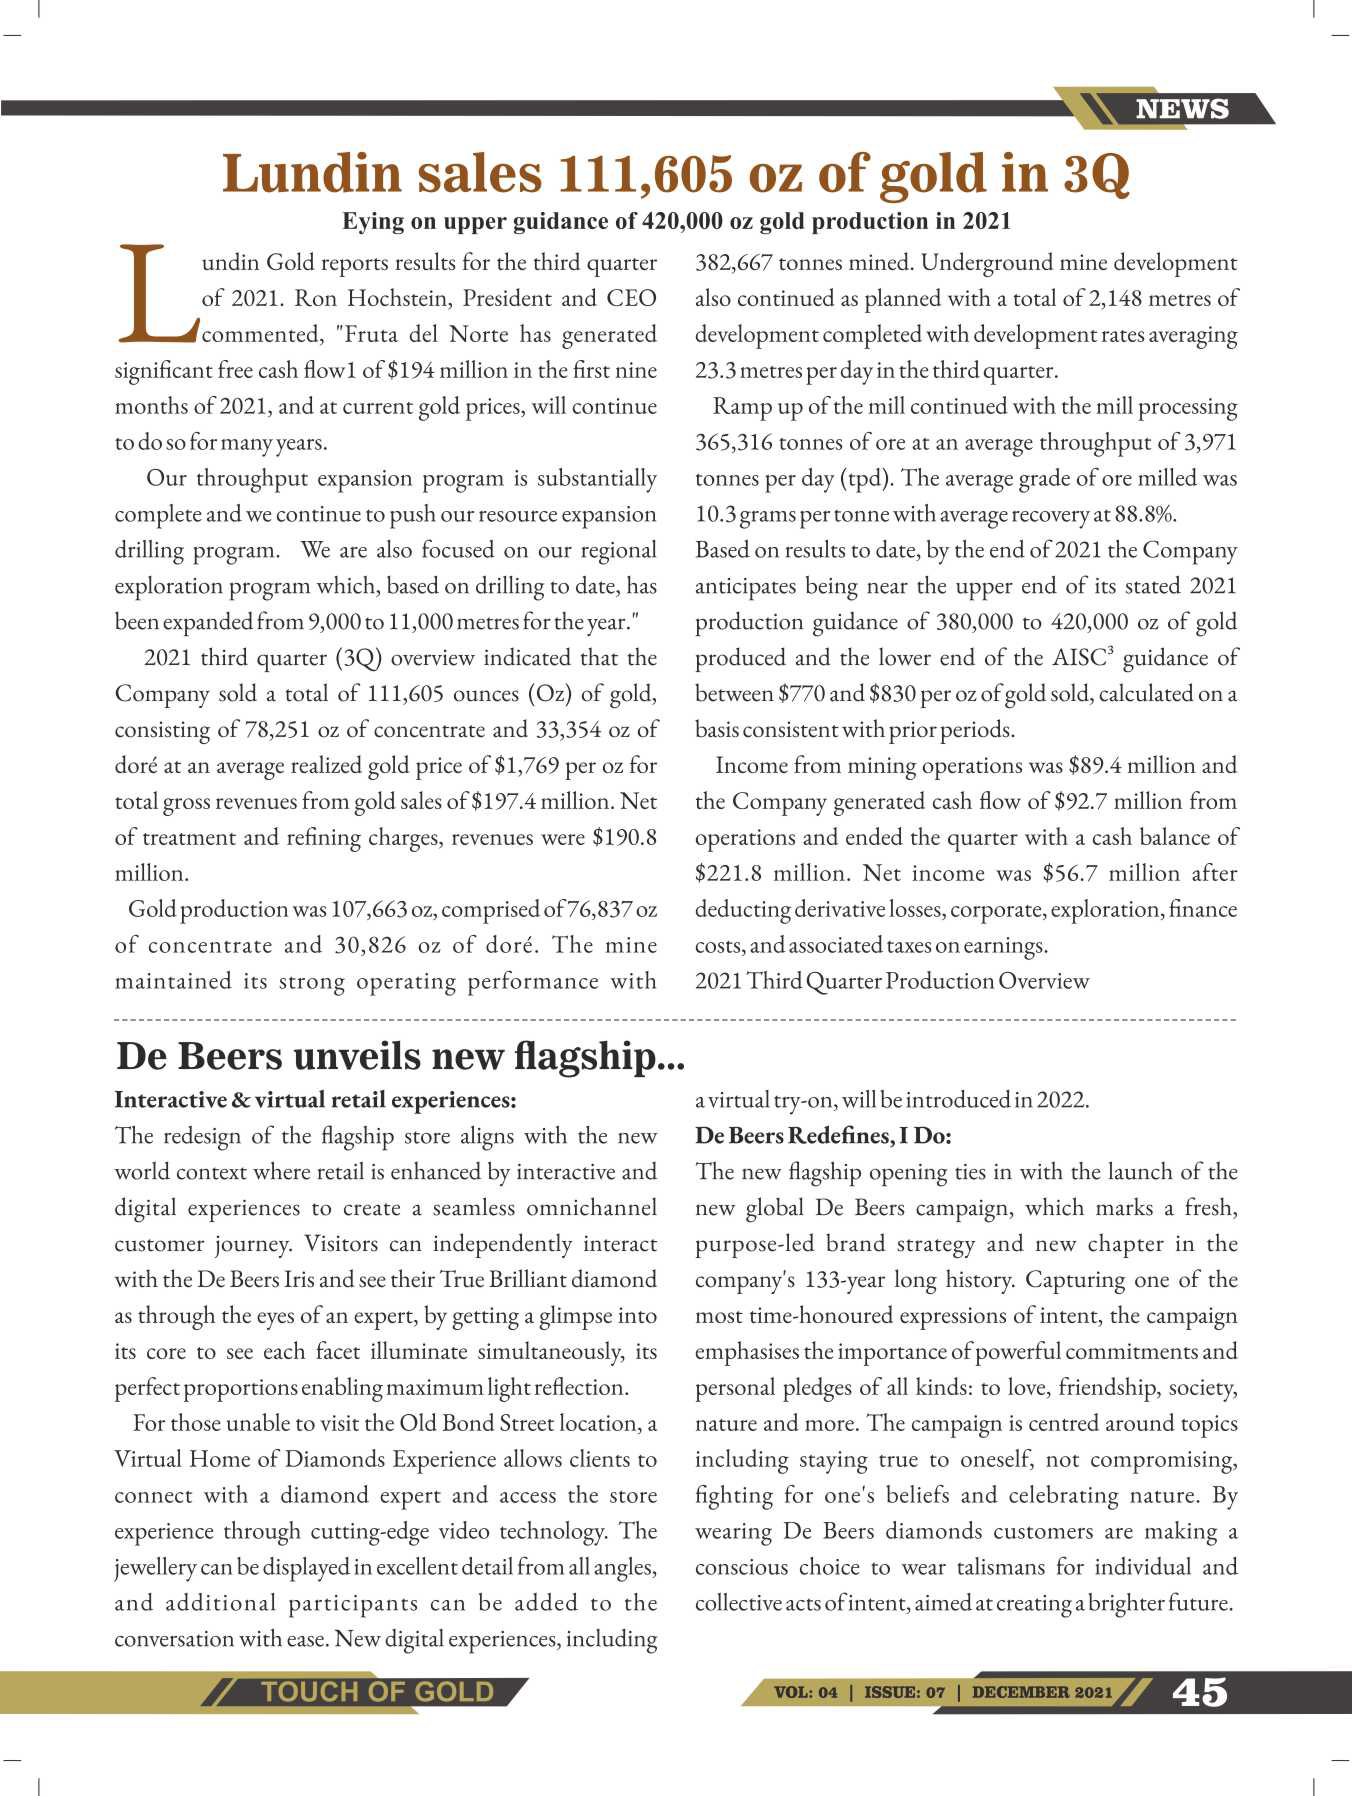 NEWS
Lundin sales 111,605 oz of gold in 3Q
Eying on upper guidance of 420,000 oz gold production in 2021
Lundin Gold reports results for the third quarter
of 2021. Ron Hochstein, President and CEO
commented, "Fruta del Norte has generated
significant free cash flow1 of $194 million in the first nine
months of 2021, and at current gold prices, will continue
to do so for many years.
Our throughput expansion program is substantially
complete and we continue to push our resource expansion
drilling program. We are also focused on our regional
exploration program which, based on drilling to date, has
been expanded from 9,000 to 11,000 metres for the year."
2021 third quarter (3Q) overview indicated that the
Company sold a total of 111,605 ounces (Oz) of gold,
consisting of 78,251 oz of concentrate and 33,354 oz of
doré at an average realized gold price of $1,769 per oz for
total gross revenues from gold sales of $197.4 million. Net
of treatment and refining charges, revenues were $190.8
million.
Gold production was 107,663 oz, comprised of 76,837 oz
of concentrate and 30,826 oz of doré. The mine
maintained its strong operating performance with
382,667 tonnes mined. Underground mine development
also continued as planned with a total of 2,148 metres of
development completed with development rates averaging
23.3 metres per day in the third quarter.
Ramp up of the mill continued with the mill processing
365,316 tonnes of ore at an average throughput of 3,971
tonnes per day (tpd). The average grade of ore milled was
10.3 grams per tonne with average recovery at 88.8%.
Based on results to date, by the end of 2021 the Company
anticipates being near the upper end of its stated 2021
production guidance of 380,000 to 420,000 oz of gold
produced and the lower end of the AISC³ guidance of
between $770 and $830 per oz of gold sold, calculated on a
basis consistent with prior periods.
Income from mining operations was $89.4 million and
the Company generated cash flow of $92.7 million from
operations and ended the quarter with a cash balance of
$221.8 million. Net income was $56.7 million after
deducting derivative losses, corporate, exploration, finance
costs, and associated taxes on earnings.
2021 Third Quarter Production Overview
De Beers unveils new flagship...
Interactive & virtual retail experiences:
The redesign of the flagship store aligns with the new
world context where retail is enhanced by interactive and
digital experiences to create a seamless omnichannel
customer journey. Visitors can independently interact
with the De Beers Iris and see their True Brilliant diamond
as through the eyes of an expert, by getting a glimpse into
its core to see each facet illuminate simultaneously, its
perfect proportions enabling maximum light reflection.
For those unable to visit the Old Bond Street location, a
Virtual Home of Diamonds Experience allows clients to
connect with a diamond expert and access the store
experience through cutting-edge video technology. The
jewellery can be displayed in excellent detail from all angles,
and additional participants can be added to the
conversation with ease. New digital experiences, including
a virtual try-on, will be introduced in 2022.
De Beers Redefines, I Do:
The new flagship opening ties in with the launch of the
new global De Beers campaign, which marks a fresh,
purpose-led brand strategy and new chapter in the
company's 133-year long history. Capturing one of the
most time-honoured expressions of intent, the campaign
emphasises the importance of powerful commitments and
personal pledges of all kinds: to love, friendship, society,
nature and more. The campaign is centred around topics
including staying true to oneself, not compromising,
fighting for one's beliefs and celebrating nature. By
wearing De Beers diamonds customers are making a
conscious choice to wear talismans for individual and
collective acts of intent, aimed at creating a brighter future.
TOUCH OF GOLD
VOL: 04 | ISSUE: 07 | DECEMBER 2021
45